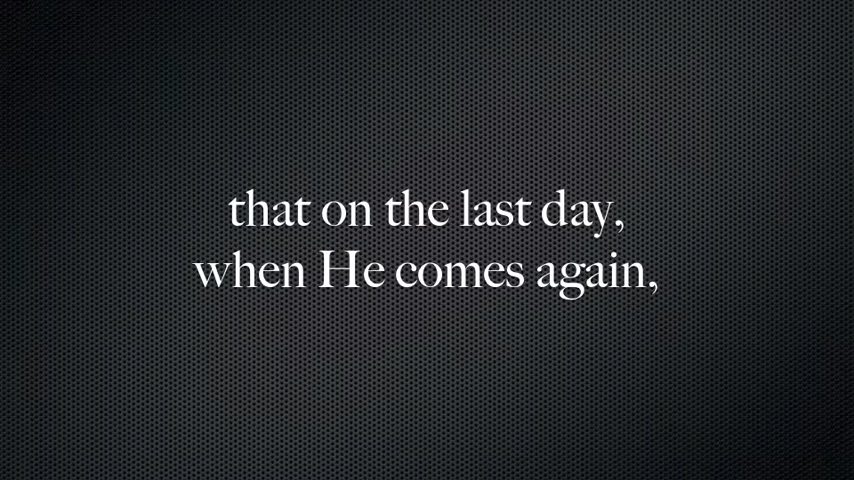 that on the last day,
when He comes again,